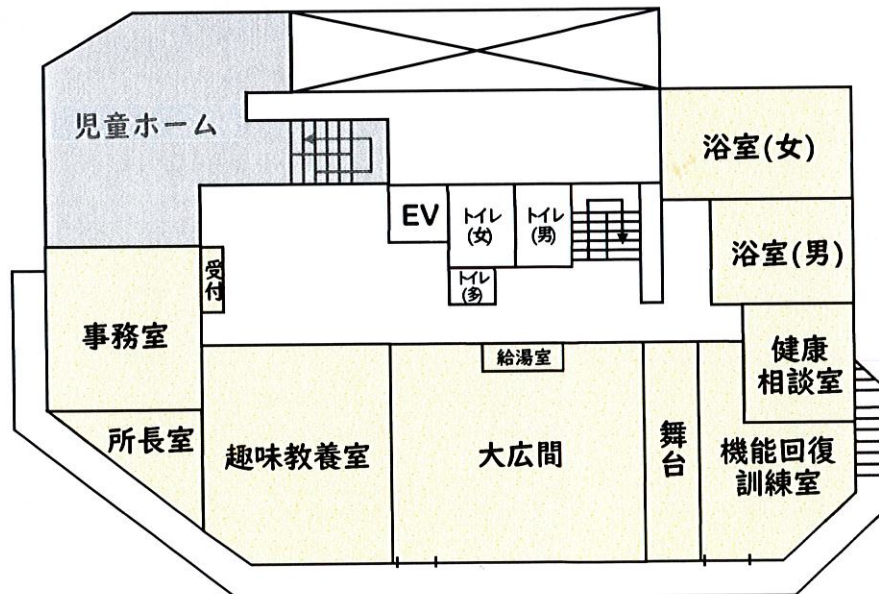 児童ホーム
浴室(女)
EV
トイレ
(女)
トイレ
(男)
浴室(男)
受付
トイレ
(多)
事務室
給湯室
健康
相談室
所長室
趣味教養室
大広間
舞台
機能回復
訓練室